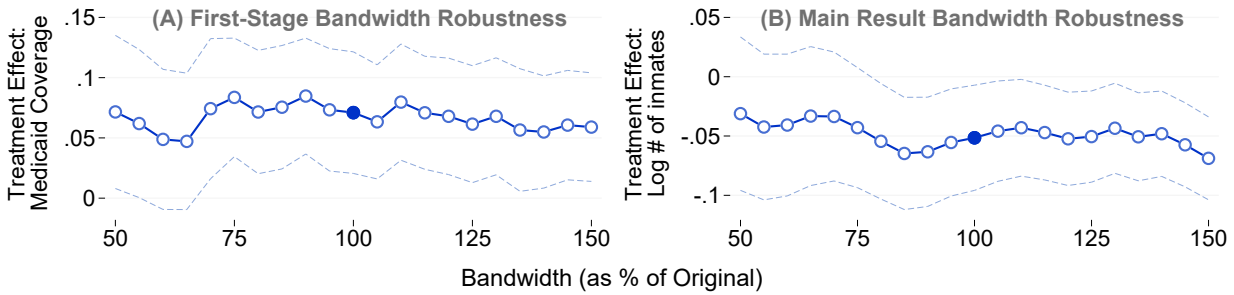 (A) First-Stage Bandwidth Robustness
Treatment Effect:
Medicaid Coverage
.15
.1
.05
0
50
75
100
125
150
(B) Main Result Bandwidth Robustness
Treatment Effect:
Log # of inmates
.05
0
-.05
-.1
50
75
100
125
150
Bandwidth (as % of Original)